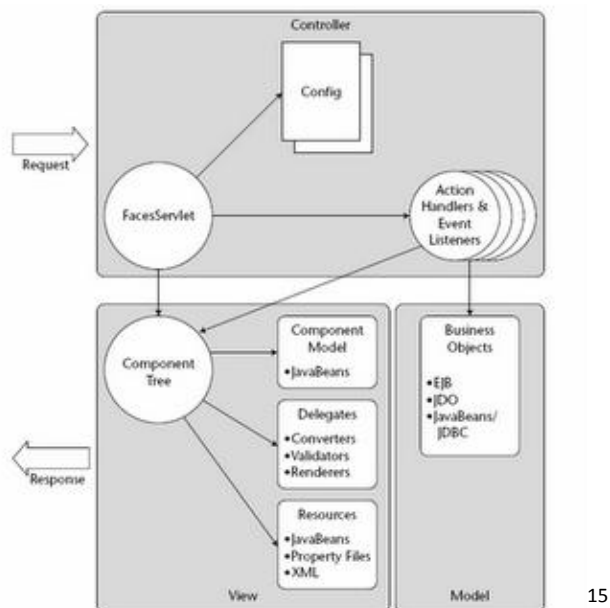 Controller
Config
Request
FacesServlet
Action
Handlers &
Event
Listeners
Component
Tree
Component
Model
•JavaBeans
Business
Objects
•EJB
•JDO
•JavaBeans/
JDBC
Delegates
•Converters
•Validators
•Renderers
Response
Resources
•JavaBeans
•Property Files
•XML
View
Model
15